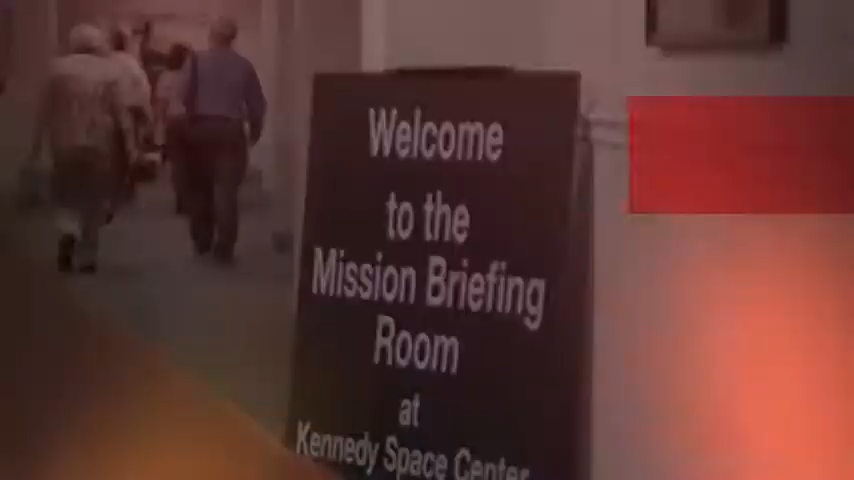 Welcome
to the
Mission Briefing
Room
at
Kennedy Space Center